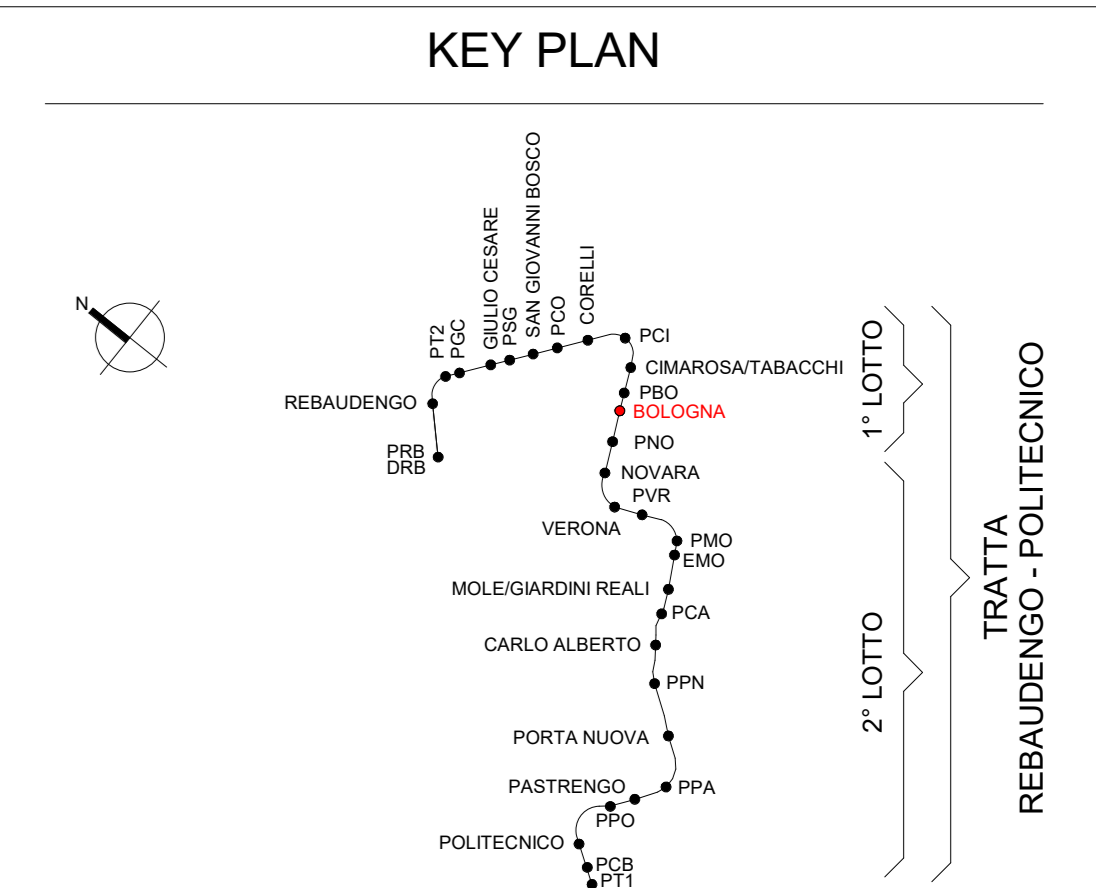 KEY PLAN
N
PT2
PGC
GIULIO CESARE
PSG
SAN GIOVANNI BOSCO
PCO
CORELLI
PCI
CIMAROSA/TABACCHI
REBAUDENGO
PBO
BOLOGNA
PRB
DRB
PNO
NOVARA
PVR
VERONA
PMO
EMO
MOLE/GIARDINI REALI
PCA
CARLO ALBERTO
PPN
PORTA NUOVA
PASTRENGO
PPA
PPO
POLITECNICO
PCB
PT1
1° LOTTO
2° LOTTO
TRATTA
REBAUDENGO - POLITECNICO